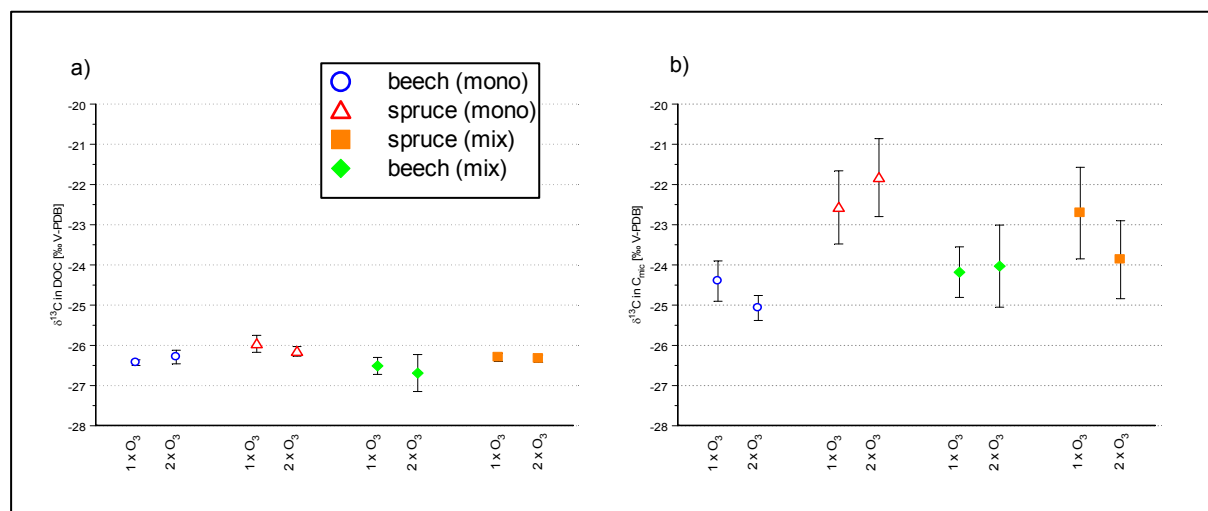 a)
beech (mono)
spruce (mono)
spruce (mix)
beech (mix)
δ¹³C in DOC [‰ V-PDB]
-20
-21
-22
-23
-24
-25
-26
-27
-28
1 x O₃
2 x O₃
1 x O₃
2 x O₃
1 x O₃
2 x O₃
1 x O₃
2 x O₃
b)
δ¹³C in Cₘᵢ꜀ [‰ V-PDB]
-20
-21
-22
-23
-24
-25
-26
-27
-28
1 x O₃
2 x O₃
1 x O₃
2 x O₃
1 x O₃
2 x O₃
1 x O₃
2 x O₃